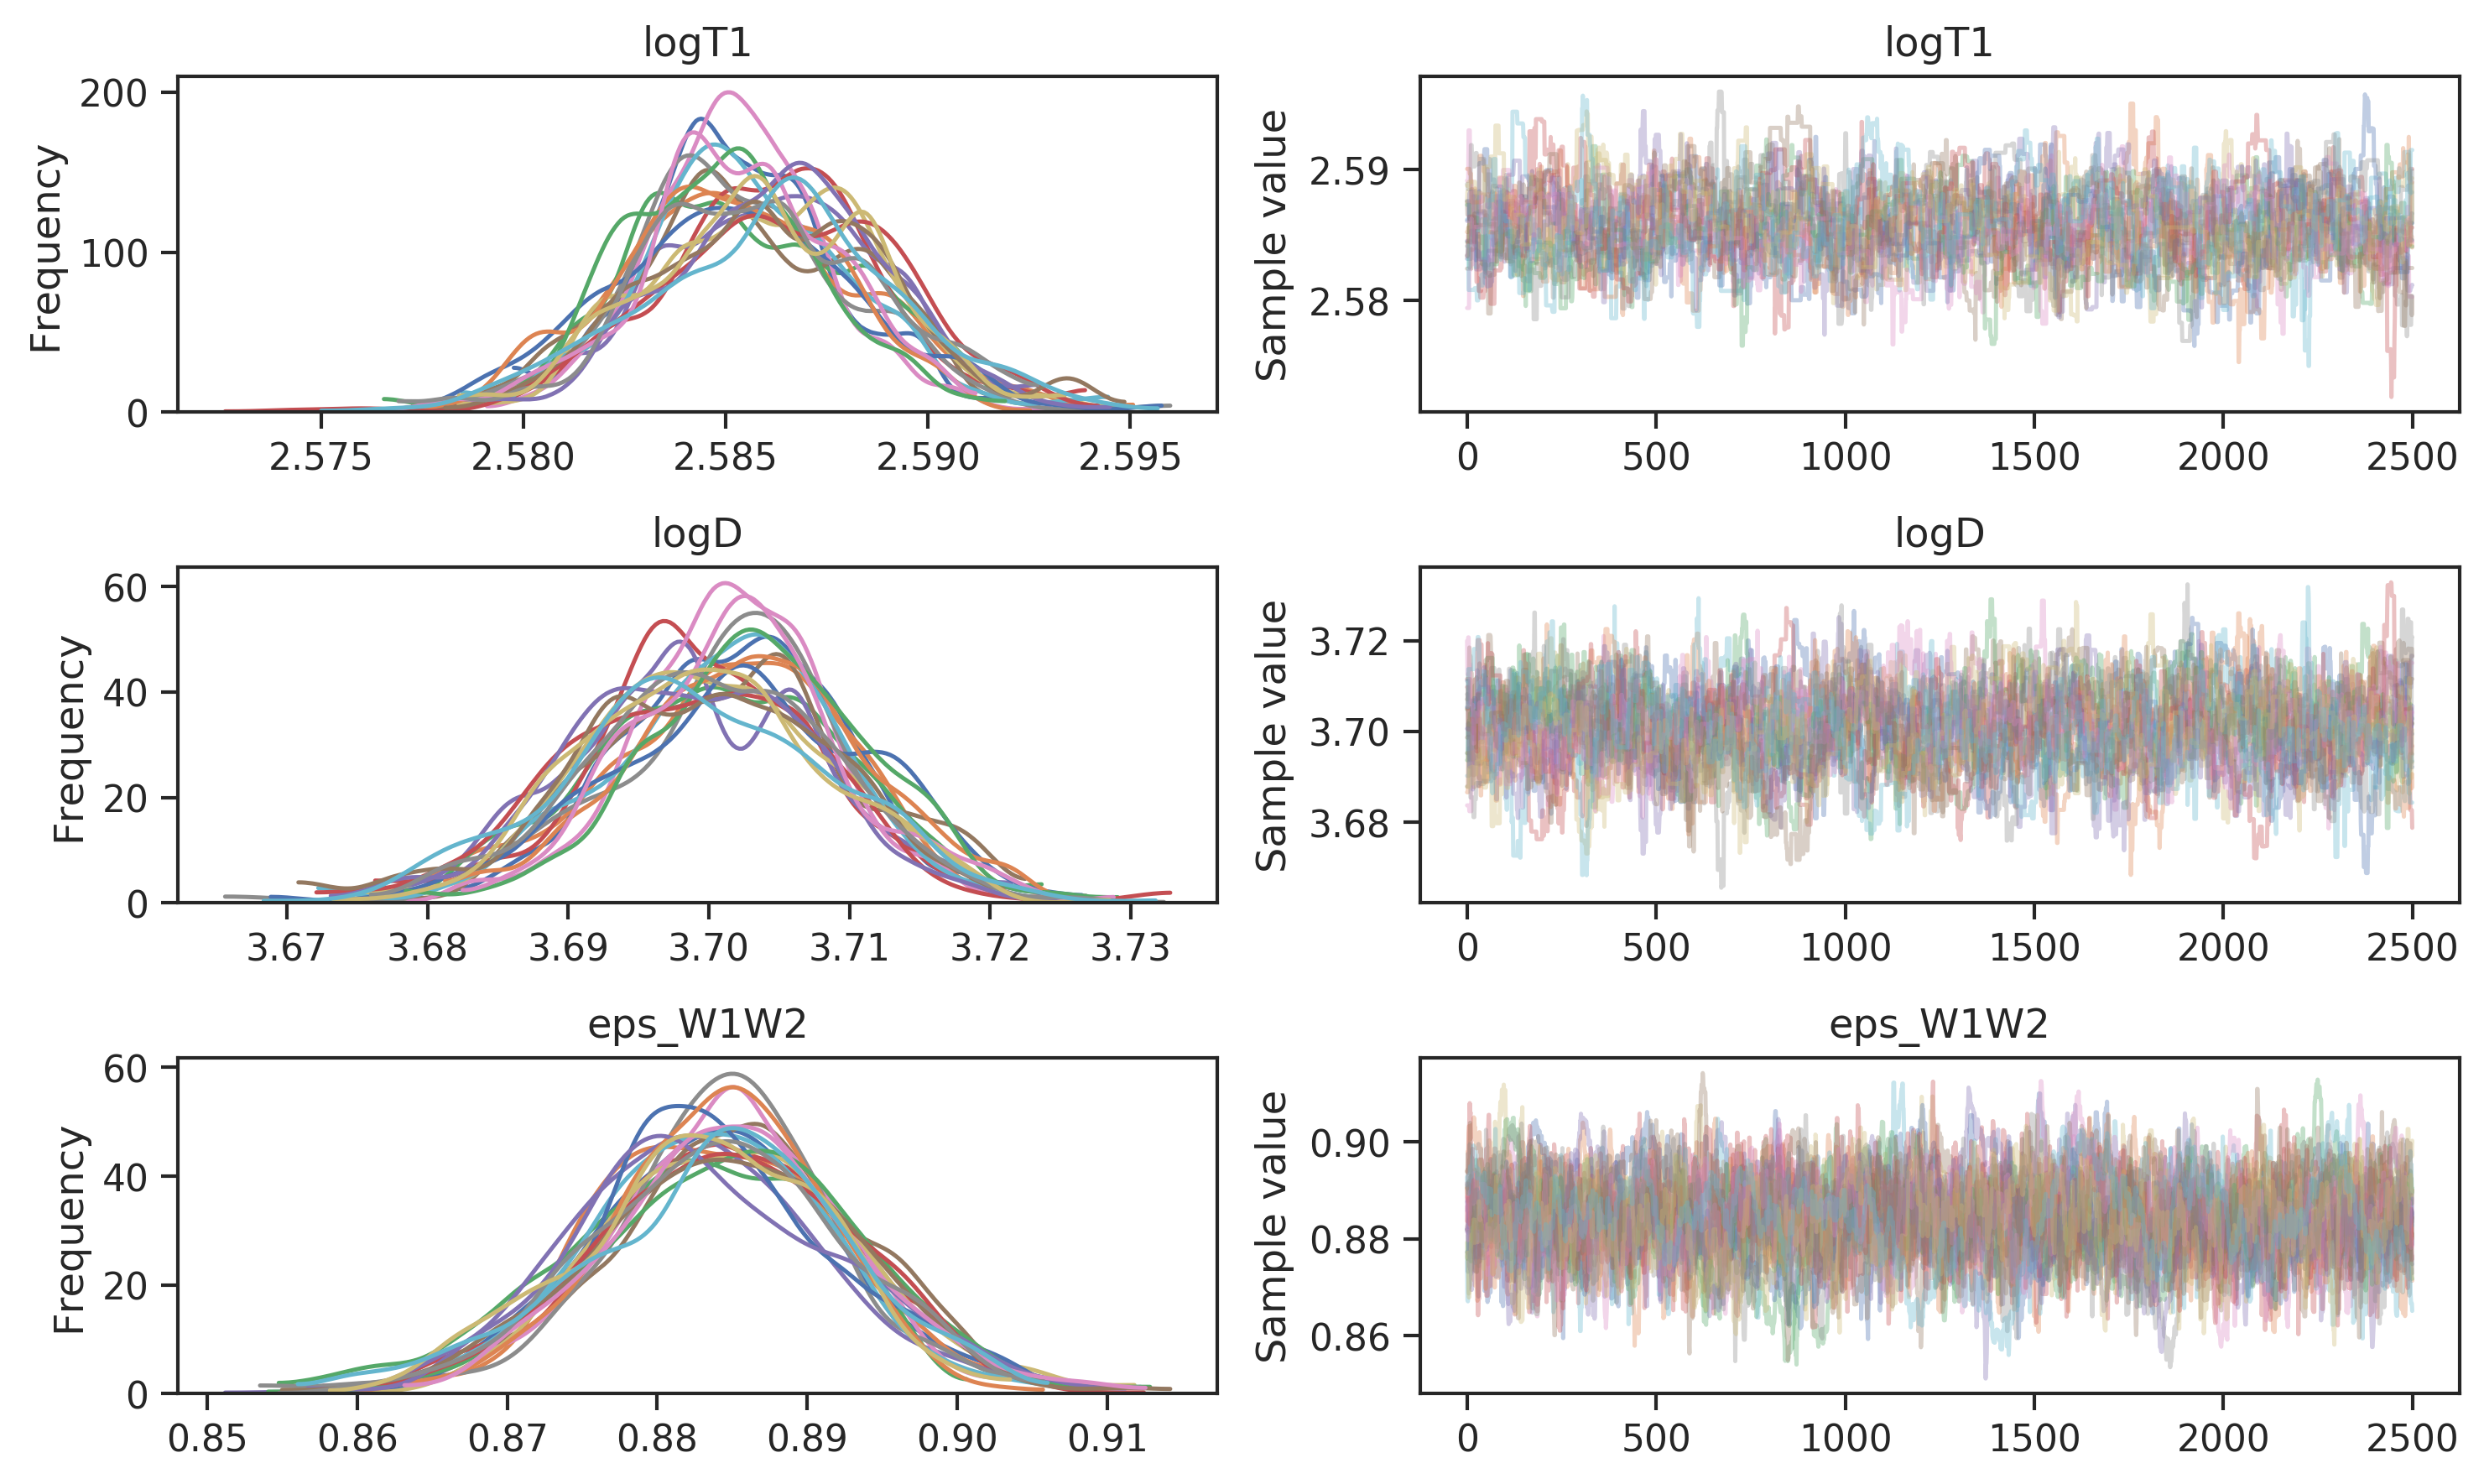 logT1
logT1
200
100
0
Frequency
2.575 2.580 2.585 2.590 2.595
2.59
2.58
Sample value
0 500 1000 1500 2000 2500
logD
logD
60
40
20
0
Frequency
3.67 3.68 3.69 3.70 3.71 3.72 3.73
3.72
3.70
3.68
Sample value
0 500 1000 1500 2000 2500
eps_W1W2
eps_W1W2
60
40
20
0
Frequency
0.85 0.86 0.87 0.88 0.89 0.90 0.91
0.90
0.88
0.86
Sample value
0 500 1000 1500 2000 2500